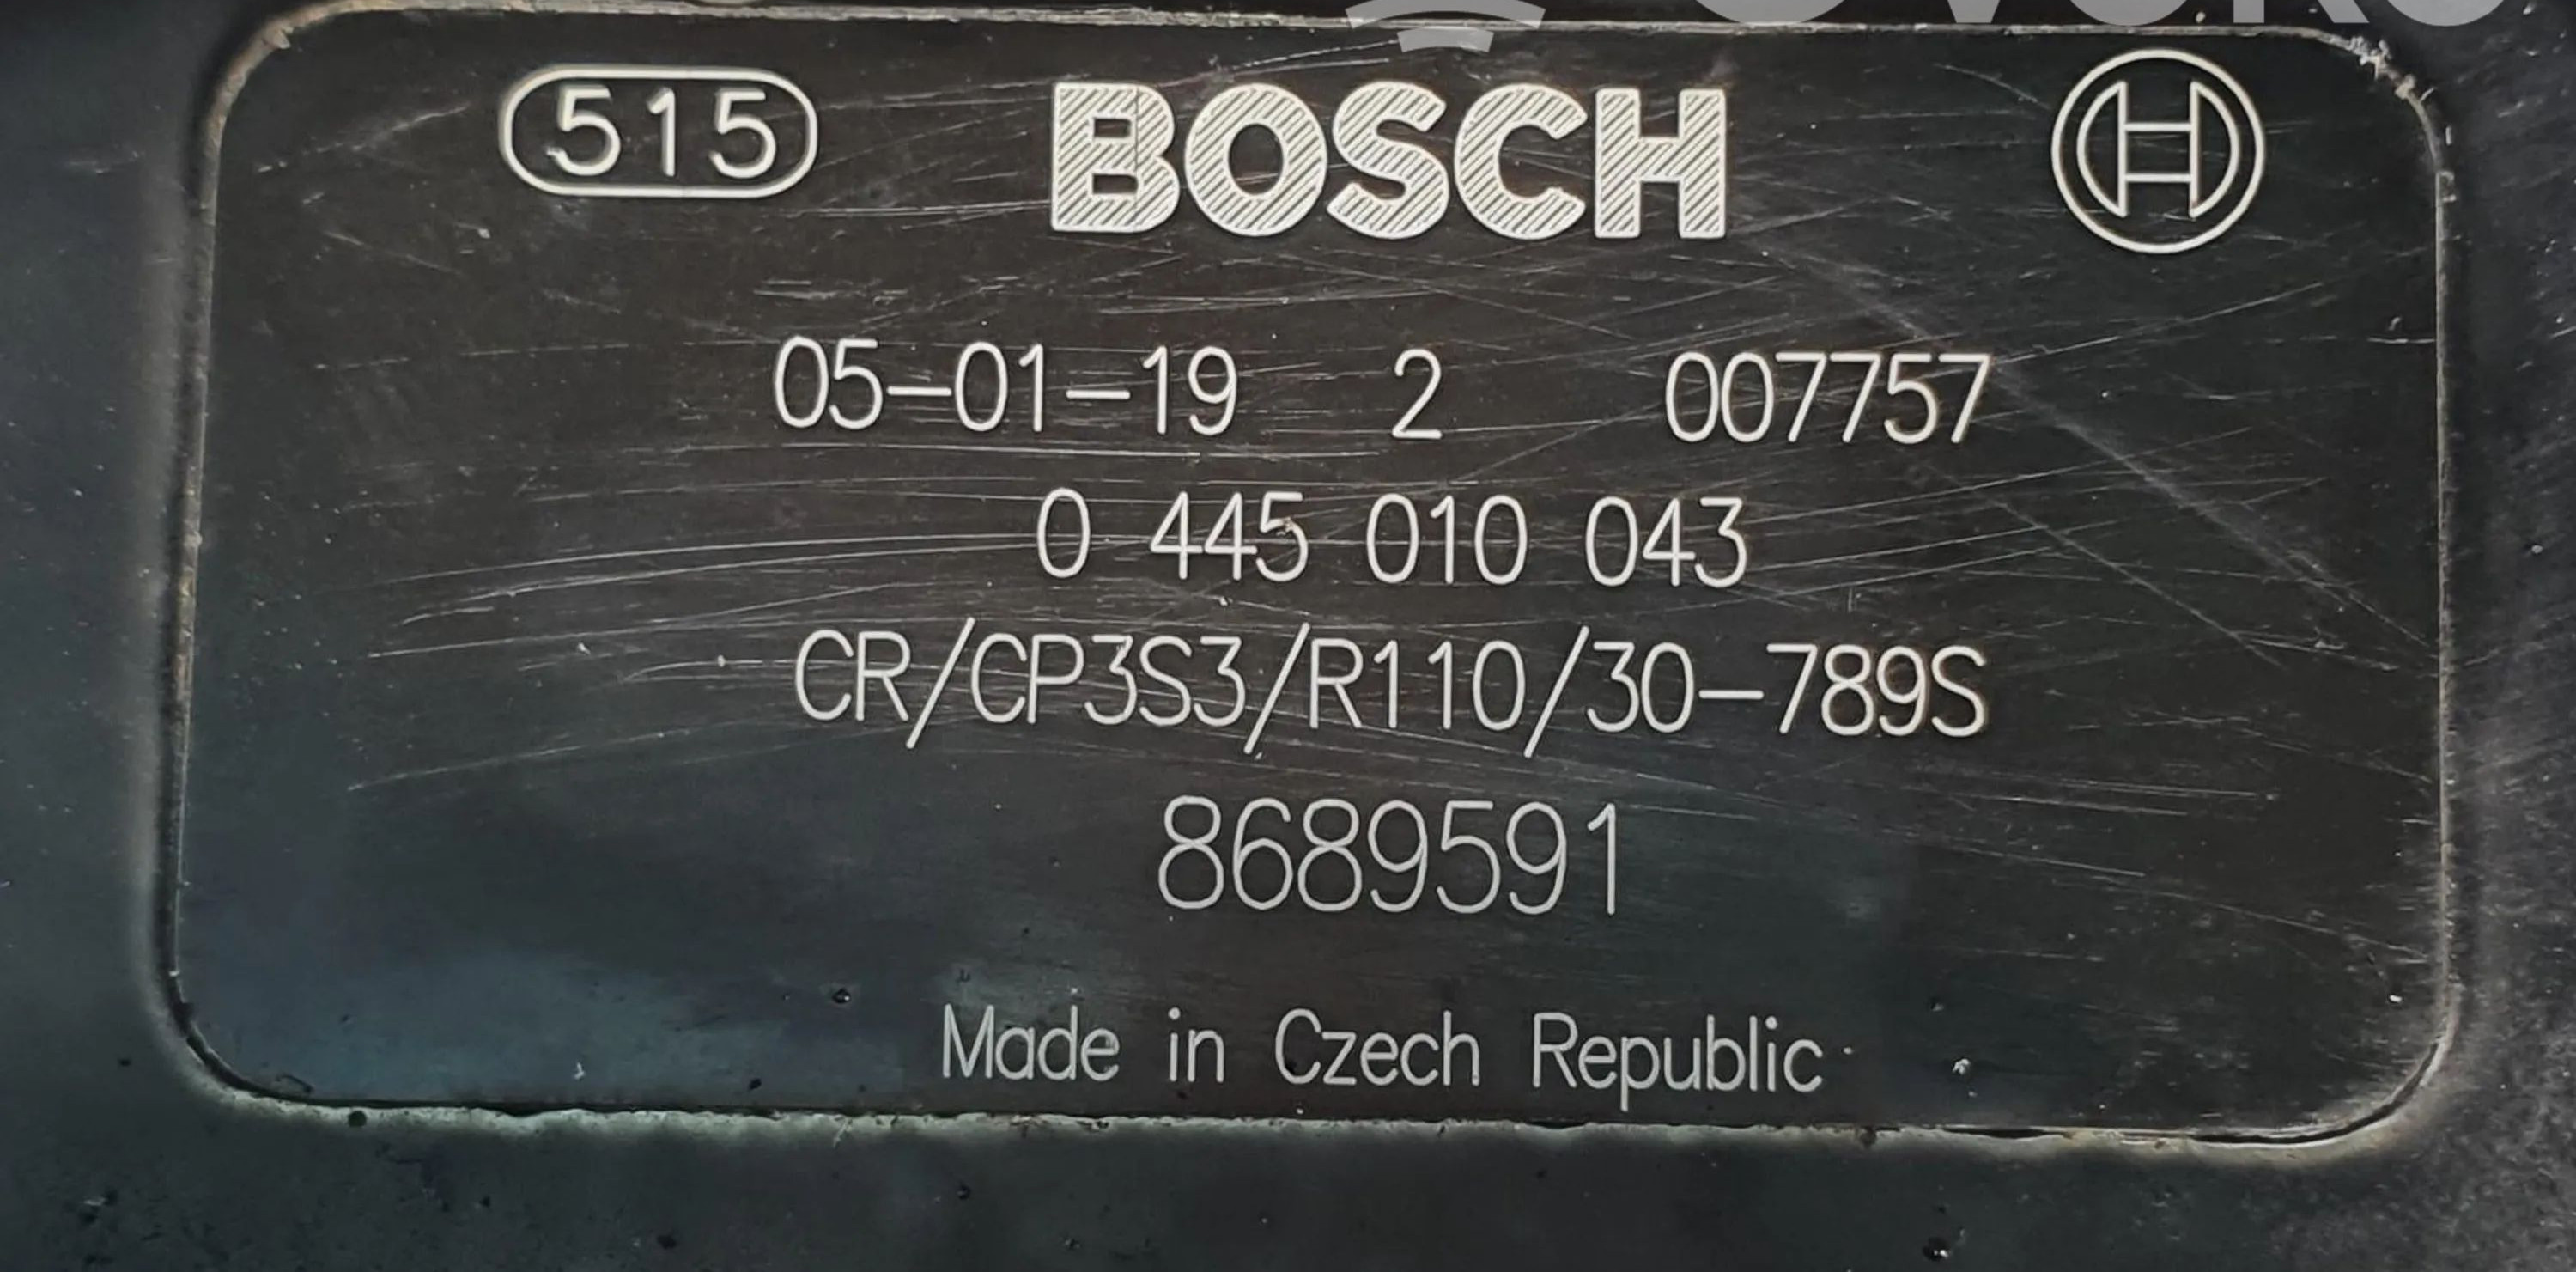 515 BOSCH
05-01-19 2 007757
0 445 010 043
CR/CP3S3/R110/30-789S
8689591
Made in Czech Republic